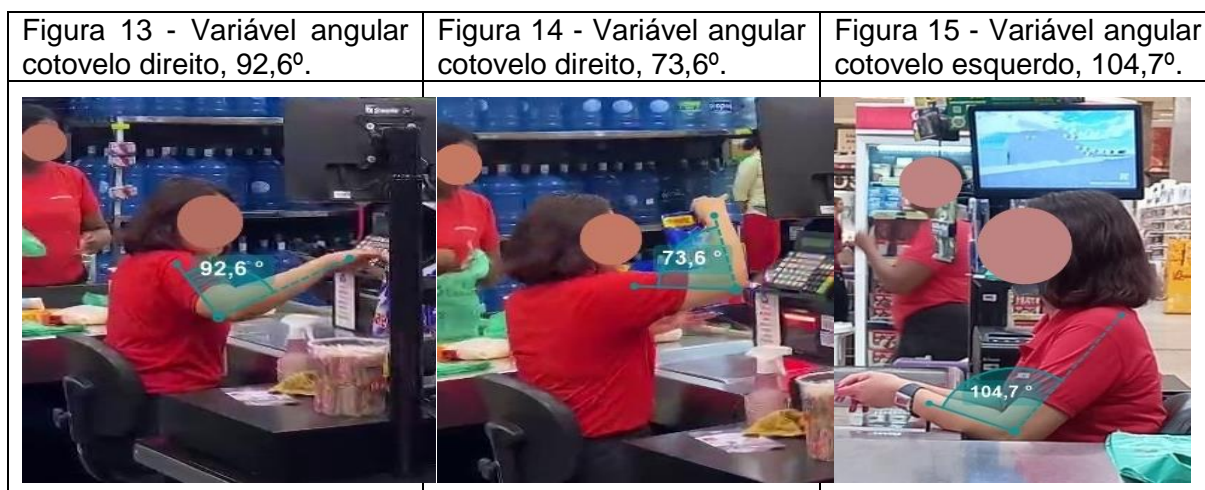 Figura 13 - Variável angular
cotovelo direito, 92,6º.
Figura 14 - Variável angular
cotovelo direito, 73,6º.
Figura 15 - Variável angular
cotovelo esquerdo, 104,7º.
92,6 °
73,6 °
104,7 °